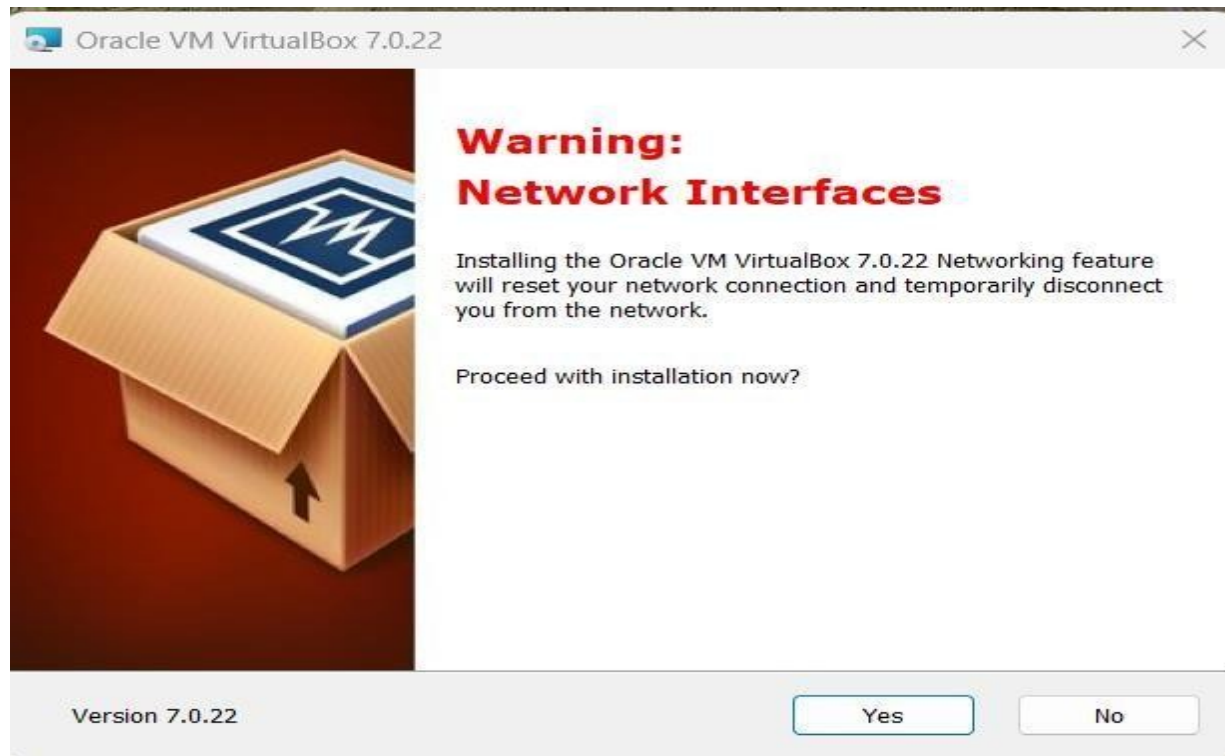 Oracle VM VirtualBox 7.0.22
Warning:
Network Interfaces
Installing the Oracle VM VirtualBox 7.0.22 Networking feature
will reset your network connection and temporarily disconnect
you from the network.
Proceed with installation now?
Version 7.0.22
Yes
No